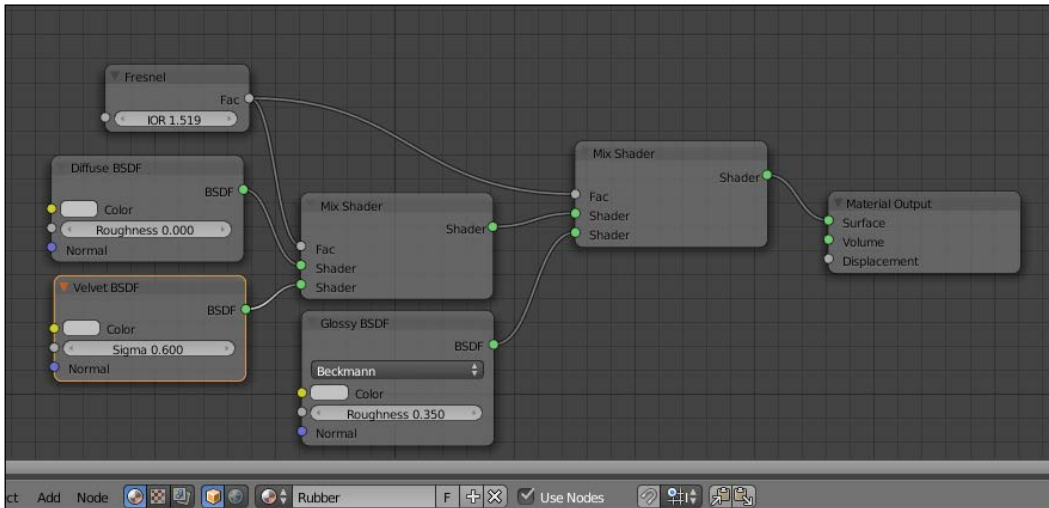 Fresnel
Fac
IOR 1.519
Diffuse BSDF
BSDF
Color
Roughness 0.000
Normal
Velvet BSDF
BSDF
Color
Sigma 0.600
Normal
Mix Shader
Shader
Fac
Shader
Shader
Glossy BSDF
BSDF
Beckmann
Color
Roughness 0.350
Normal
Mix Shader
Shader
Fac
Shader
Shader
Material Output
Surface
Volume
Displacement
ct Add Node Rubber F Use Nodes